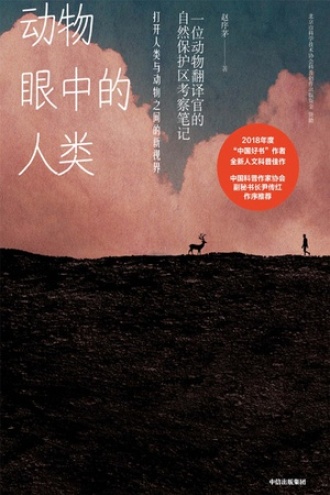 动物
眼中的
人类
打开人类与动物之间的新视界
一位动物翻译官的
自然保护区考察笔记
赵序茅
著
2018年度
“中国好书”作者
全新人文科普佳作
中国科普作家协会
副秘书长尹传红
作序推荐
中信出版集团